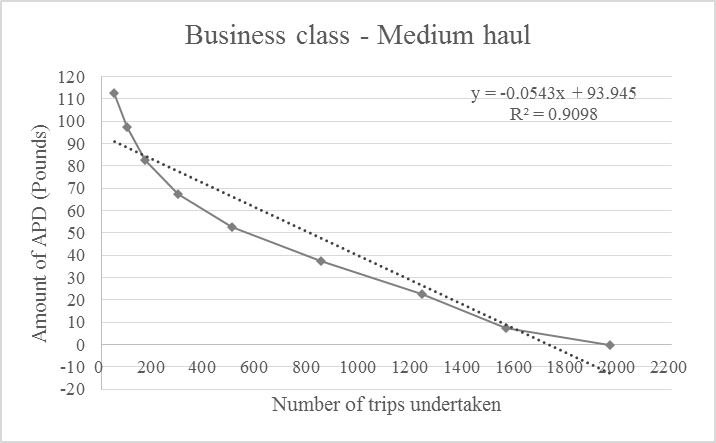 Business class - Medium haul
y = -0.0543x + 93.945
R² = 0.9098
120
110
100
90
80
70
60
50
40
30
20
10
0
-10
-20
Amount of APD (Pounds)
0 200 400 600 800 1000 1200 1400 1600 1800 2000 2200
Number of trips undertaken